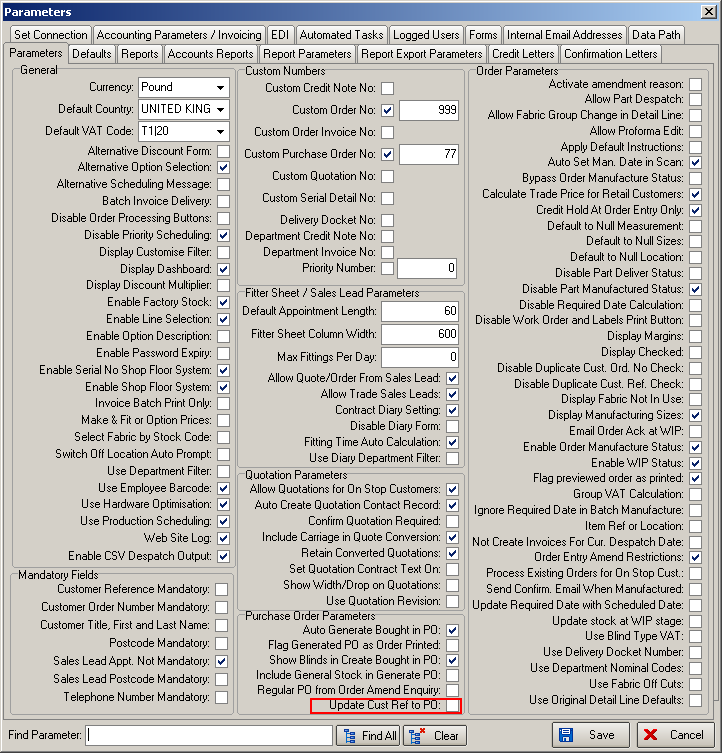 Parameters
Set Connection Accounting Parameters / Invoicing EDI Automated Tasks Logged Users Forms Internal Email Addresses Data Path
Parameters Defaults Reports Accounts Reports Report Parameters Report Export Parameters Credit Letters Confirmation Letters
General
Currency: Pound
Default Country: UNITED KING
Default VAT Code: T1|20
Alternative Discount Form:
Alternative Option Selection:
Alternative Scheduling Message:
Batch Invoice Delivery:
Disable Order Processing Buttons:
Disable Priority Scheduling:
Display Customise Filter:
Display Dashboard:
Display Discount Multiplier:
Enable Factory Stock:
Enable Line Selection:
Enable Option Description:
Enable Password Expiry:
Enable Serial No Shop Floor System:
Enable Shop Floor System:
Invoice Batch Print Only:
Make & Fit or Option Prices:
Select Fabric by Stock Code:
Switch Off Location Auto Prompt:
Use Department Filter:
Use Employee Barcode:
Use Hardware Optimisation:
Use Production Scheduling:
Web Site Log:
Enable CSV Despatch Output:
Mandatory Fields
Customer Reference Mandatory:
Customer Order Number Mandatory:
Customer Title, First and Last Name:
Postcode Mandatory:
Sales Lead Appt. Not Mandatory:
Sales Lead Postcode Mandatory:
Telephone Number Mandatory:
Custom Numbers
Custom Credit Note No:
Custom Order No: 999
Custom Order Invoice No:
Custom Purchase Order No: 77
Custom Quotation No:
Custom Serial Detail No:
Delivery Docket No:
Department Credit Note No:
Department Invoice No:
Priority Number: 0
Fitter Sheet / Sales Lead Parameters
Default Appointment Length: 60
Fitter Sheet Column Width: 600
Max Fittings Per Day: 0
Allow Quote/Order From Sales Lead:
Allow Trade Sales Leads:
Contract Diary Setting:
Disable Diary Form:
Fitting Time Auto Calculation:
Use Diary Department Filter:
Quotation Parameters
Allow Quotations for On Stop Customers:
Auto Create Quotation Contact Record:
Confirm Quotation Required:
Include Carriage in Quote Conversion:
Retain Converted Quotations:
Set Quotation Contract Text On:
Show Width/Drop on Quotations:
Use Quotation Revision:
Purchase Order Parameters
Auto Generate Bought in PO:
Flag Generated PO as Order Printed:
Show Blinds in Create Bought in PO:
Include General Stock in Generate PO:
Regular PO from Order Amend Enquiry:
Update Cust Ref to PO:
Order Parameters
Activate amendment reason:
Allow Part Despatch:
Allow Fabric Group Change in Detail Line:
Allow Proforma Edit:
Apply Default Instructions:
Auto Set Man. Date in Scan:
Bypass Order Manufacture Status:
Calculate Trade Price for Retail Customers:
Credit Hold At Order Entry Only:
Default to Null Measurement:
Default to Null Sizes:
Default to Null Location:
Disable Part Deliver Status:
Disable Part Manufactured Status:
Disable Required Date Calculation:
Disable Work Order and Labels Print Button:
Display Margins:
Display Checked:
Disable Duplicate Cust. Ord. No Check:
Disable Duplicate Cust. Ref. Check:
Display Fabric Not In Use:
Display Manufacturing Sizes:
Email Order Ack at WIP:
Enable Order Manufacture Status:
Enable WIP Status:
Flag previewed order as printed:
Group VAT Calculation:
Ignore Required Date in Batch Manufacture:
Item Ref or Location:
Not Create Invoices For Cur. Despatch Date:
Order Entry Amend Restrictions:
Process Existing Orders for On Stop Cust.:
Send Confirm. Email When Manufactured:
Update Required Date with Scheduled Date:
Update stock at WIP stage:
Use Blind Type VAT:
Use Delivery Docket Number:
Use Department Nominal Codes:
Use Fabric Off Cuts:
Use Original Detail Line Defaults:
Find Parameter: Find All Clear Save Cancel